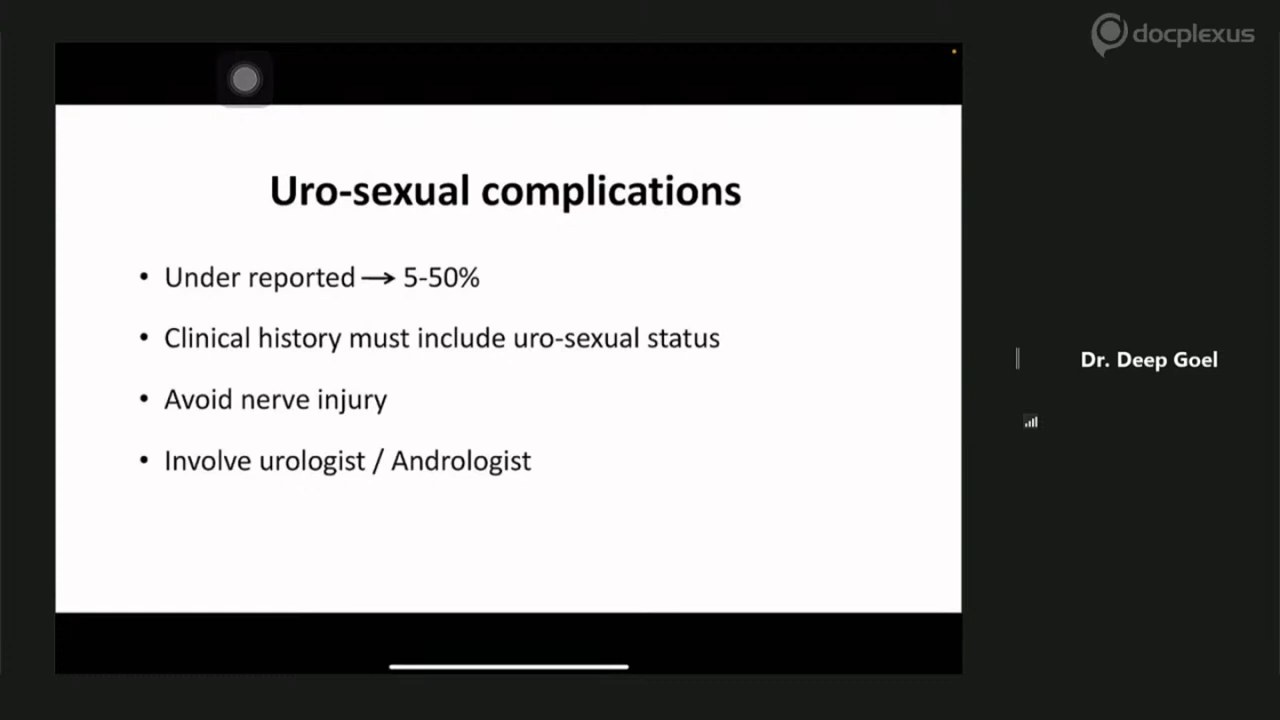 docplexus
Uro-sexual complications
• Under reported → 5-50%
• Clinical history must include uro-sexual status
• Avoid nerve injury
• Involve urologist / Andrologist
Dr. Deep Goel